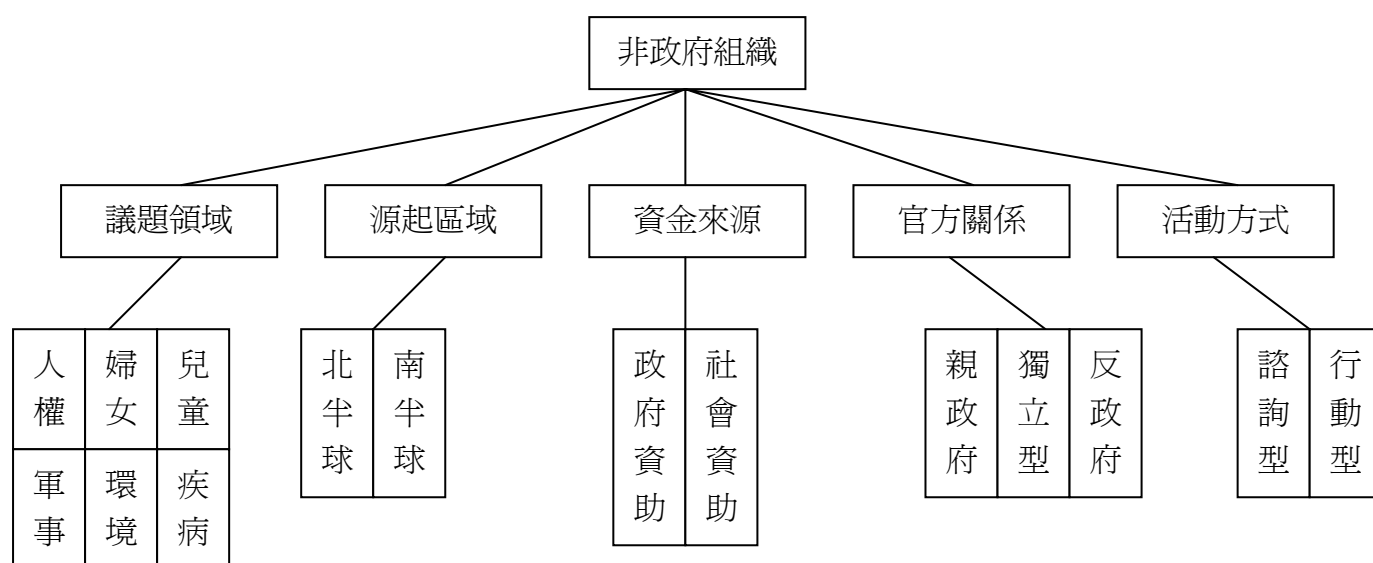 非政府組織
議題領域
源起區域
資金來源
官方關係
活動方式
人權
婦女
兒童
軍事
環境
疾病
北半球
南半球
政府資助
社會資助
親政府
獨立型
反政府
諮詢型
行動型